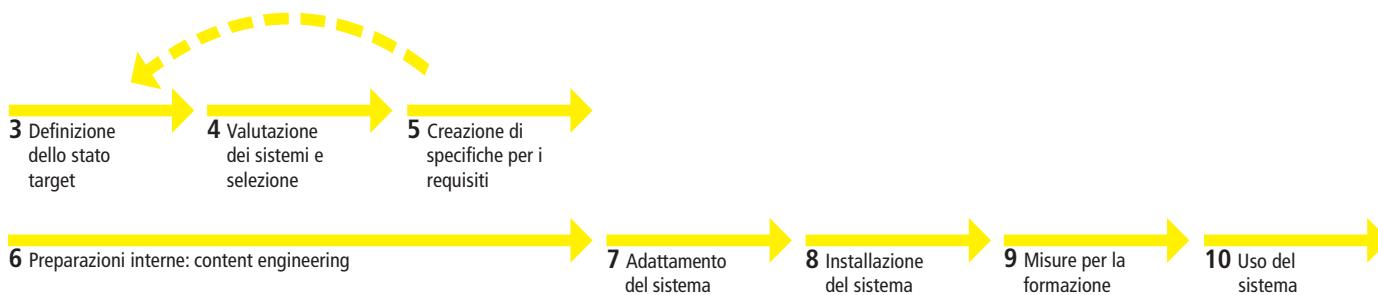 3 Definizione
dello stato
target
4 Valutazione
dei sistemi e
selezione
5 Creazione di
specifiche per i
requisiti
6 Preparazioni interne: content engineering
7 Adattamento
del sistema
8 Installazione
del sistema
9 Misure per la
formazione
10 Uso del
sistema